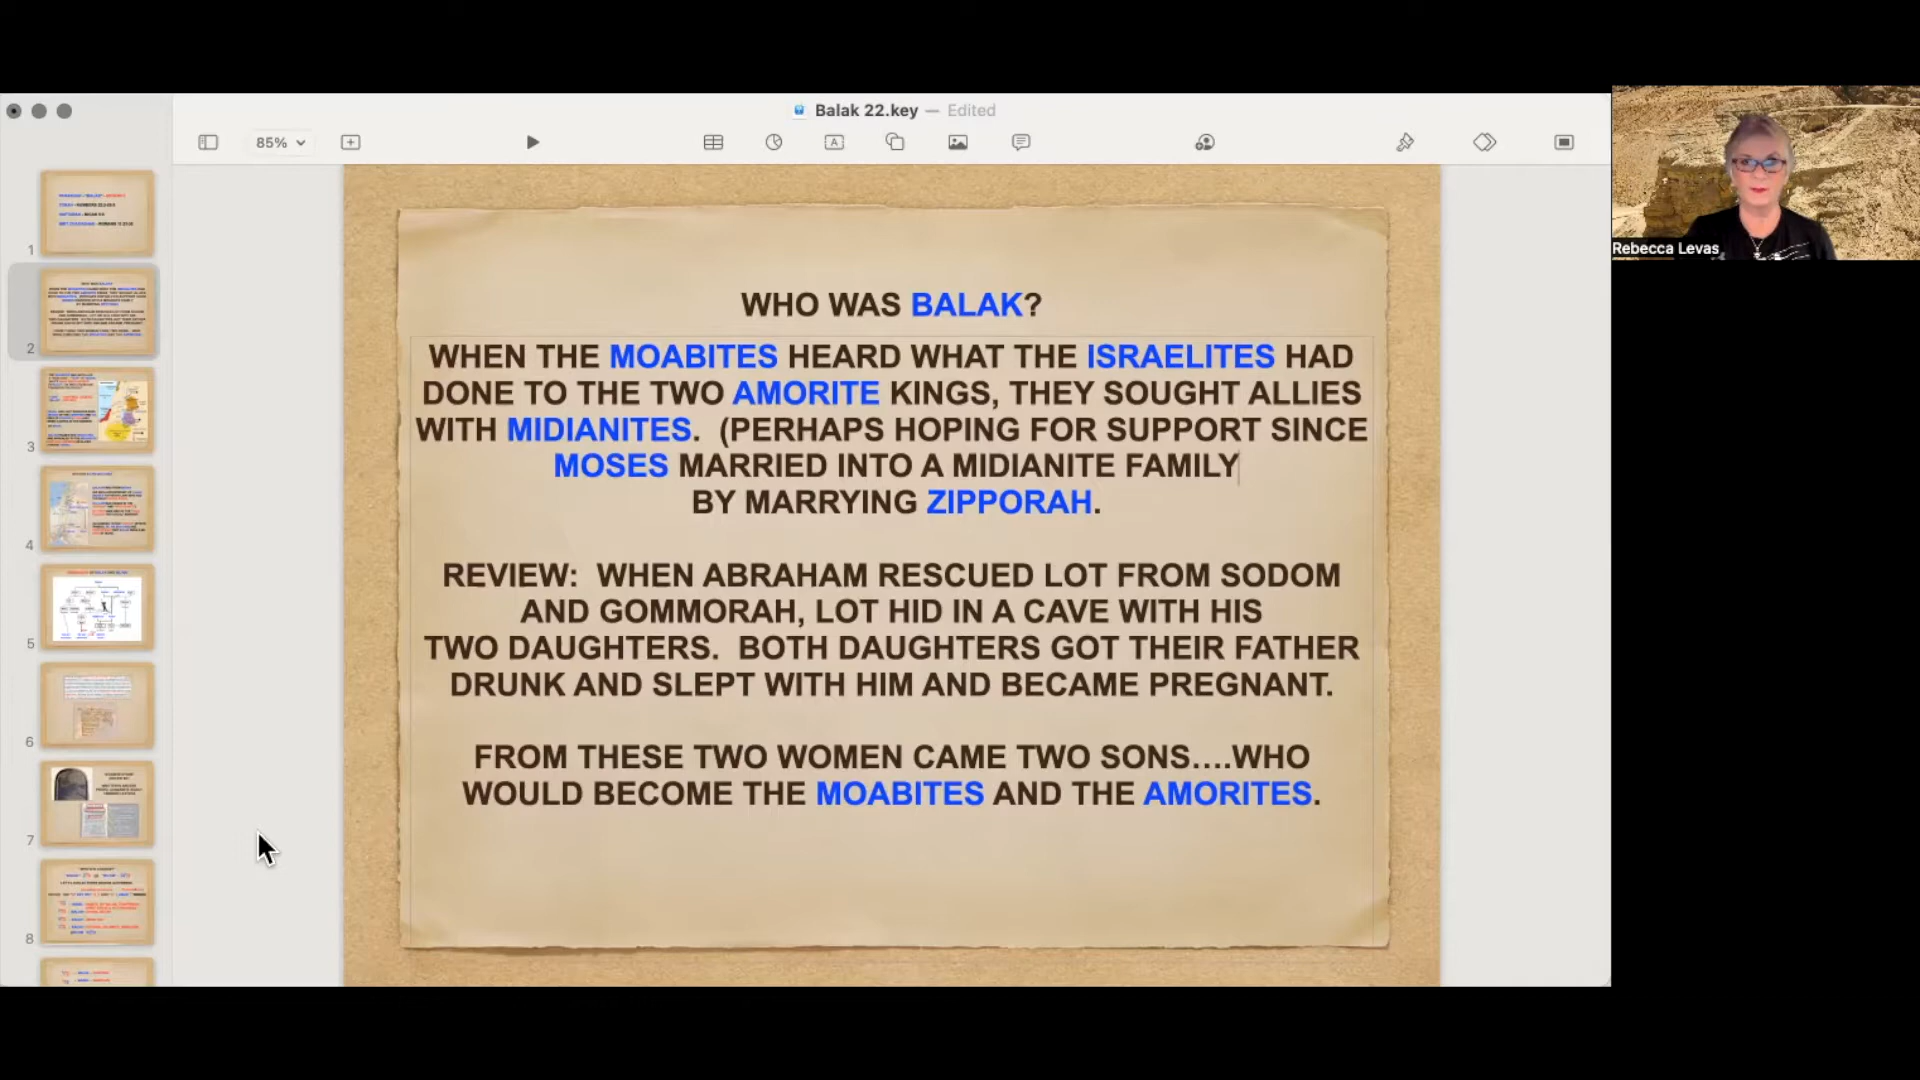 Balak 22.key — Edited
85%
Rebecca Levas
1
2
3
4
5
6
7
8
WHO WAS BALAK?
WHEN THE MOABITES HEARD WHAT THE ISRAELITES HAD
DONE TO THE TWO AMORITE KINGS, THEY SOUGHT ALLIES
WITH MIDIANITES. (PERHAPS HOPING FOR SUPPORT SINCE
MOSES MARRIED INTO A MIDIANITE FAMILY
BY MARRYING ZIPPORAH.
REVIEW: WHEN ABRAHAM RESCUED LOT FROM SODOM
AND GOMMORAH, LOT HID IN A CAVE WITH HIS
TWO DAUGHTERS. BOTH DAUGHTERS GOT THEIR FATHER
DRUNK AND SLEPT WITH HIM AND BECAME PREGNANT.
FROM THESE TWO WOMEN CAME TWO SONS....WHO
WOULD BECOME THE MOABITES AND THE AMORITES.